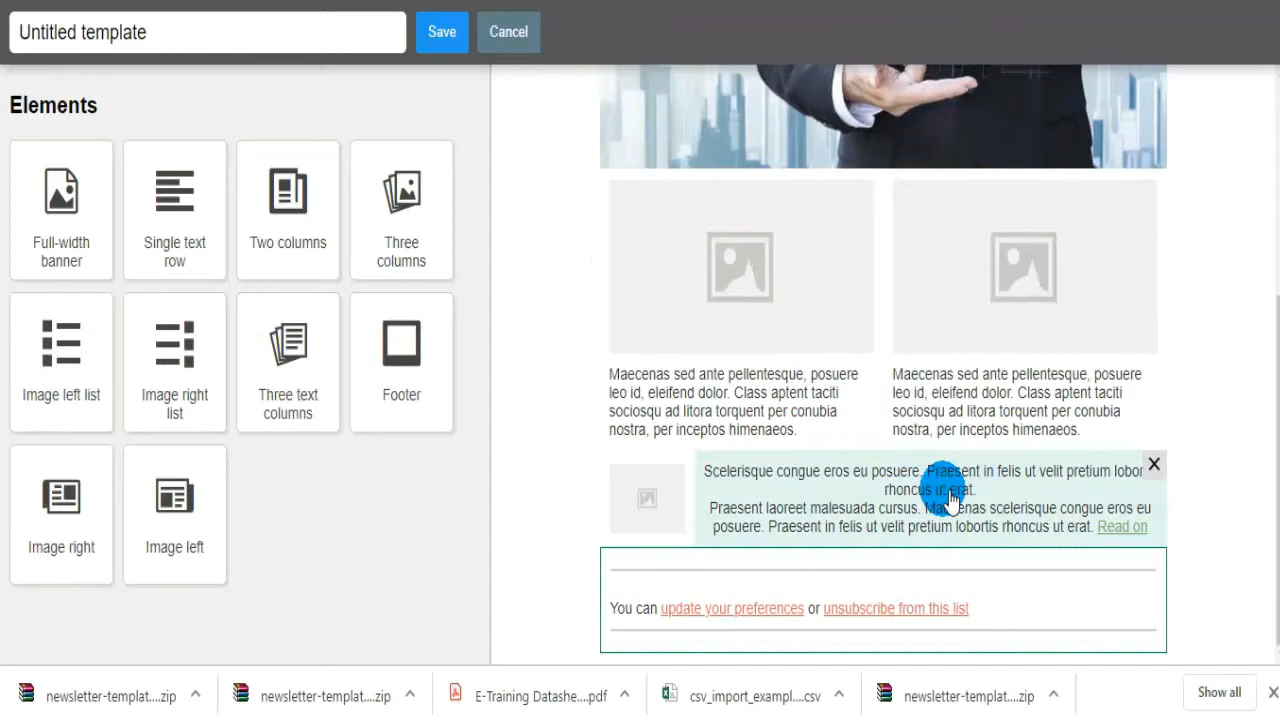 Untitled template
Save
Cancel
Elements
Full-width
banner
Single text
row
Two columns
Three
columns
Image left list
Image right
list
Three text
columns
Footer
Image right
Image left
Maecenas sed ante pellentesque, posuere
leo id, eleifend dolor. Class aptent taciti
sociosqu ad litora torquent per conubia
nostra, per inceptos himenaeos.
Maecenas sed ante pellentesque, posuere
leo id, eleifend dolor. Class aptent taciti
sociosqu ad litora torquent per conubia
nostra, per inceptos himenaeos.
X
Scelerisque congue eros eu posuere. Praesent in felis ut velit pretium lobor
rhoncus ut erat.
Praesent laoreet malesuada cursus. Maecenas scelerisque congue eros eu
posuere. Praesent in felis ut velit pretium lobortis rhoncus ut erat. Read on
You can update your preferences or unsubscribe from this list
newsletter-templat....zip
newsletter-templat....zip
E-Training Datashe....pdf
csv_import_exampl....csv
newsletter-templat....zip
Show all
X